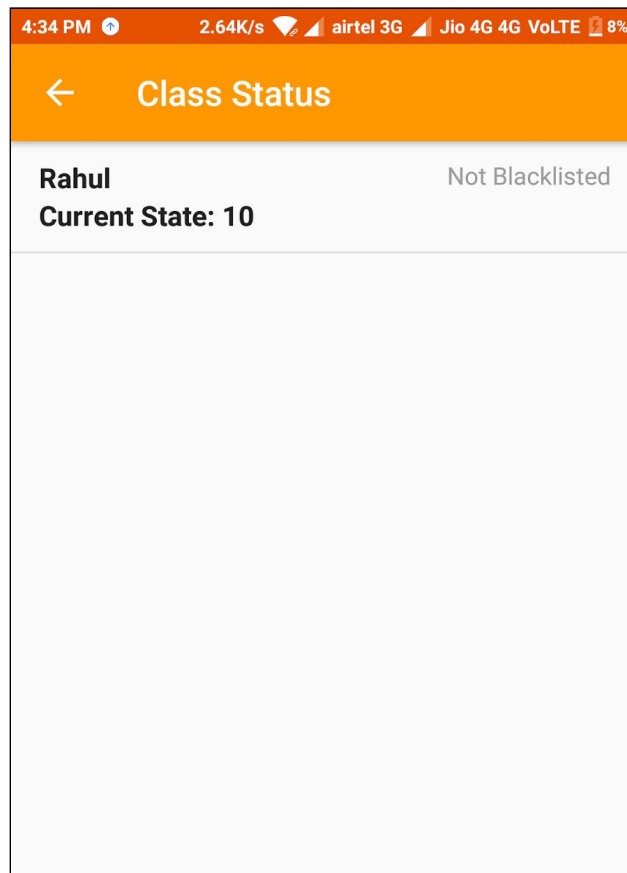 4:34 PM 2.64K/s airtel 3G Jio 4G 4G VoLTE 8%
Class Status
Rahul Not Blacklisted
Current State: 10